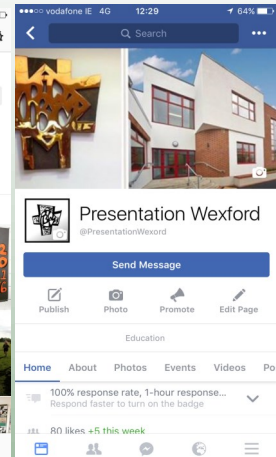 vodafone IE 4G 12:29 64%
Search
Presentation Wexford
@PresentationWexord
Send Message
Publish Photo Promote Edit Page
Education
Home About Photos Events Videos Po
100% response rate, 1-hour response...
Respond faster to turn on the badge
80 likes +5 this week